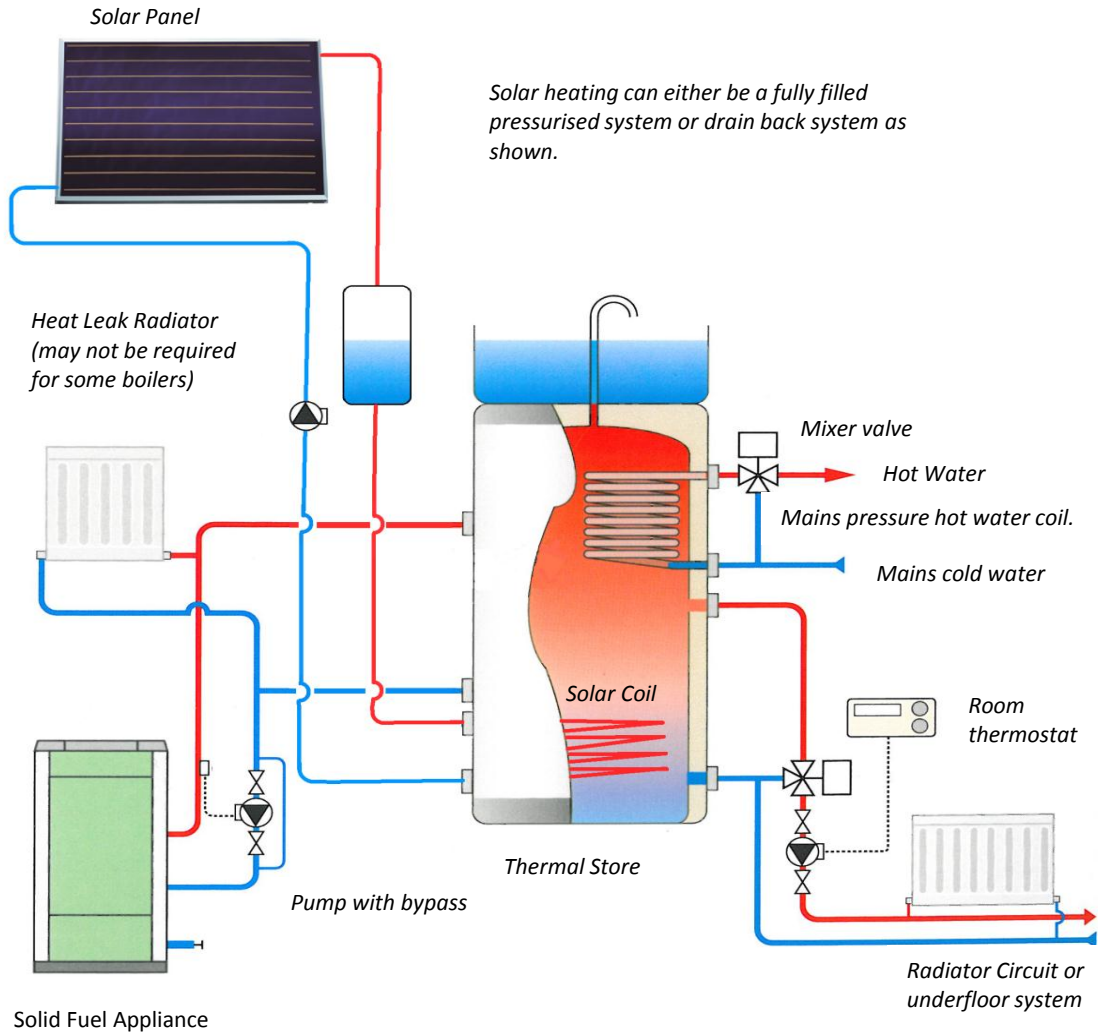 Solar Panel
Solar heating can either be a fully filled
pressurised system or drain back system as
shown.
Heat Leak Radiator
(may not be required
for some boilers)
Mixer valve
Hot Water
Mains pressure hot water coil.
Mains cold water
Solar Coil
Room
thermostat
Thermal Store
Pump with bypass
Radiator Circuit or
underfloor system
Solid Fuel Appliance